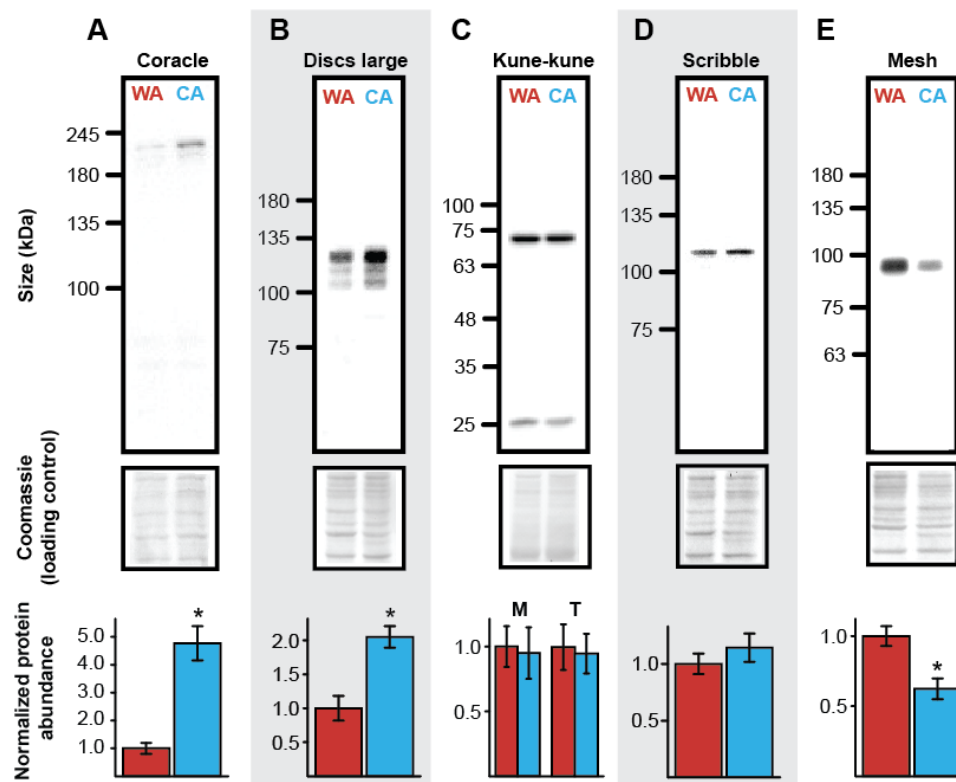 A
B
C
D
E
Coracle
Discs large
Kune-kune
Scribble
Mesh
WA CA
WA CA
WA CA
WA CA
WA CA
Size (kDa)
245
180
135
100
180
135
100
75
100
75
63
48
35
25
180
135
100
75
180
135
100
75
63
Coomassie
(loading control)
Normalized protein
abundance
5.0
4.0
3.0
2.0
1.0
*
2.0
1.0
0.5
*
M T
1.0
0.5
1.0
0.5
1.0
0.5
*